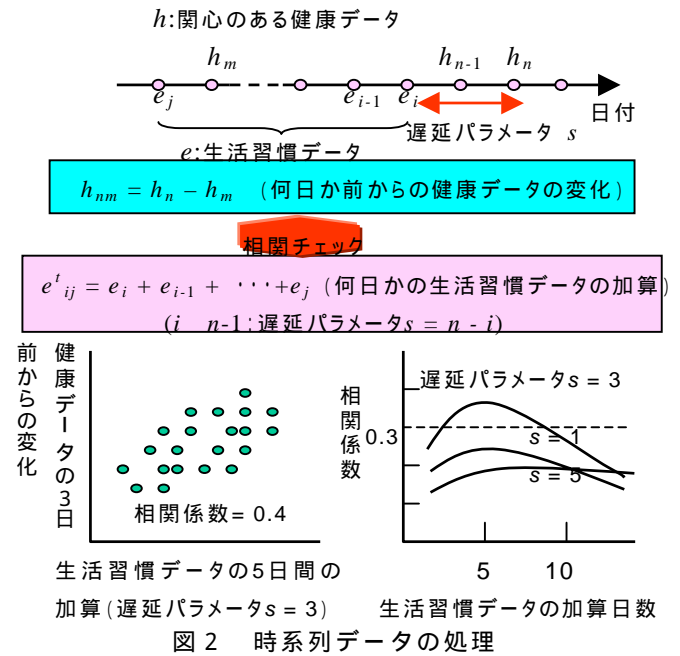 h:関心のある健康データ
h_m h_{n-1} h_n
e_j e_{i-1} e_i
日付
遅延パラメータ s
e:生活習慣データ
h_{nm} = h_n – h_m (何日か前からの健康データの変化)
相関チェック
e^t_{ij} = e_i + e_{i-1} + ・・・+e_j (何日かの生活習慣データの加算)
(i n-1:遅延パラメータs = n - i)
健康データの3日
前からの変化
相関係数= 0.4
生活習慣データの5日間の
加算(遅延パラメータs = 3)
相関係数
0.3
遅延パラメータs = 3
s = 1
s = 5
5 10
生活習慣データの加算日数
図2 時系列データの処理